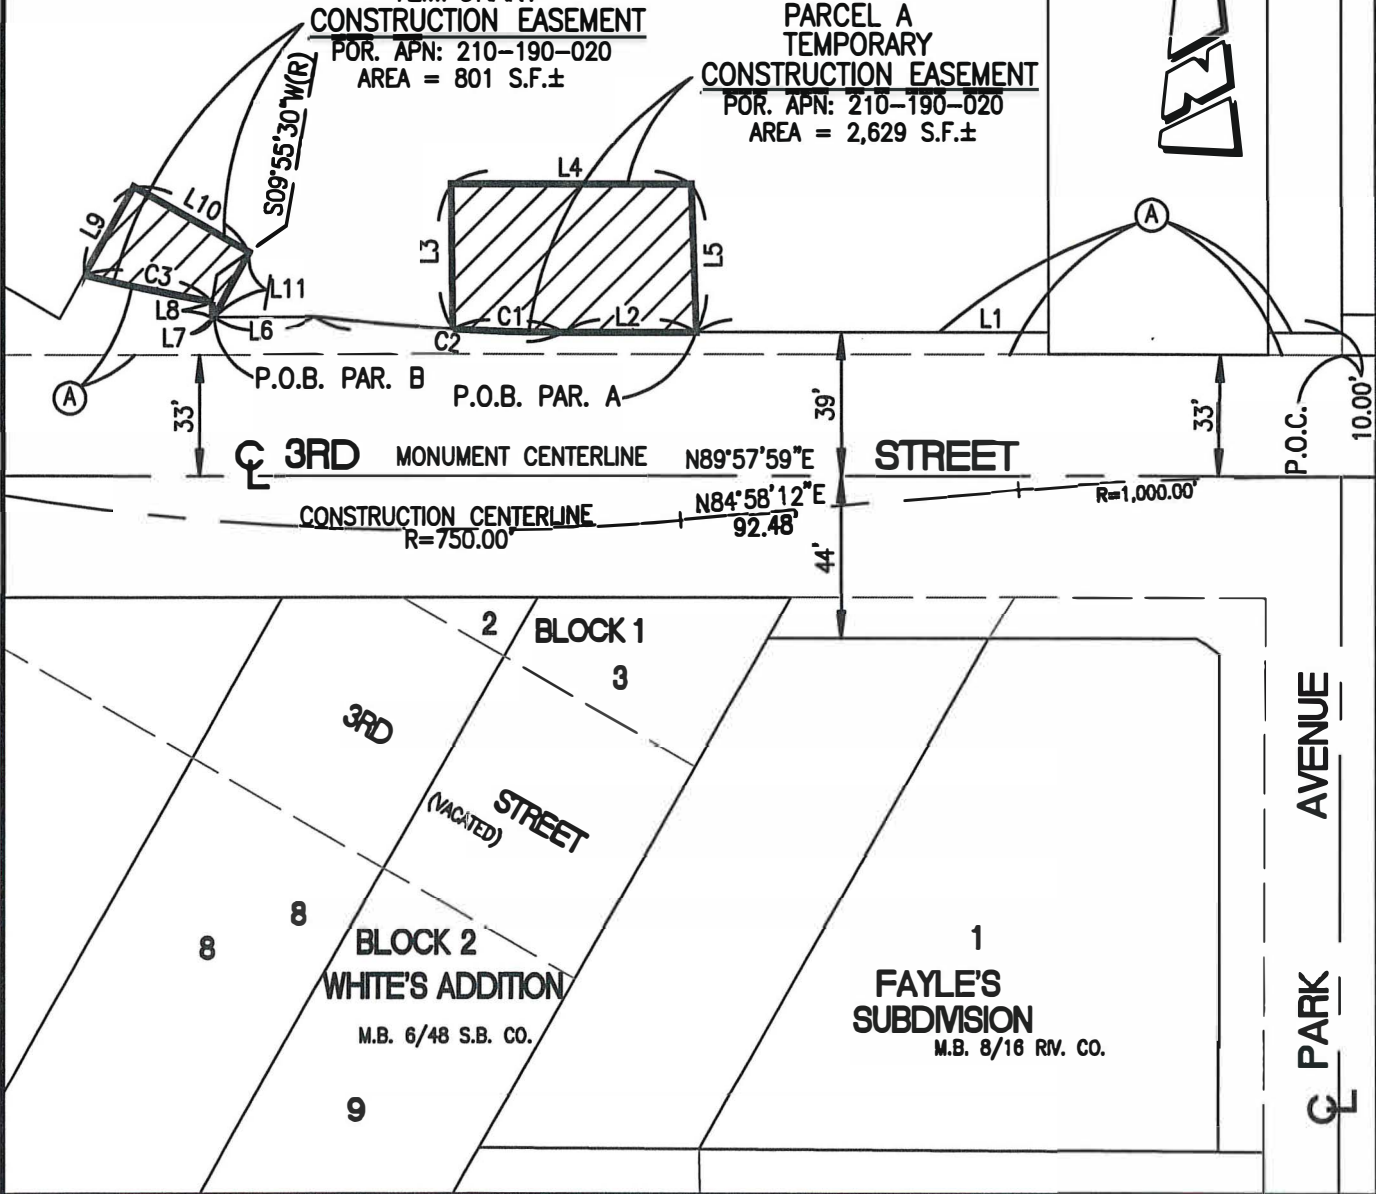 CONSTRUCTION EASEMENT
POR. APN: 210-190-020
AREA = 801 S.F.±
PARCEL A
TEMPORARY
CONSTRUCTION EASEMENT
POR. APN: 210-190-020
AREA = 2,629 S.F.±
S09°55'30"W(R)
L4
L10
L9
L3
L5
C3
L11
L8
L7
L6
C1
L2
C2
L1
A
A
P.O.B. PAR. B
P.O.B. PAR. A
33'
39'
33'
P.O.C.
10.00'
CL 3RD MONUMENT CENTERLINE N89°57'59"E STREET
N84°58'12"E
92.48'
R=1,000.00'
CONSTRUCTION CENTERLINE
R=750.00'
44'
2
BLOCK 1
3
3RD
STREET
(VACATED)
8
8
BLOCK 2
WHITE'S ADDITION
M.B. 6/48 S.B. CO.
9
1
FAYLE'S
SUBDIVISION
M.B. 8/16 RIV. CO.
CL PARK AVENUE